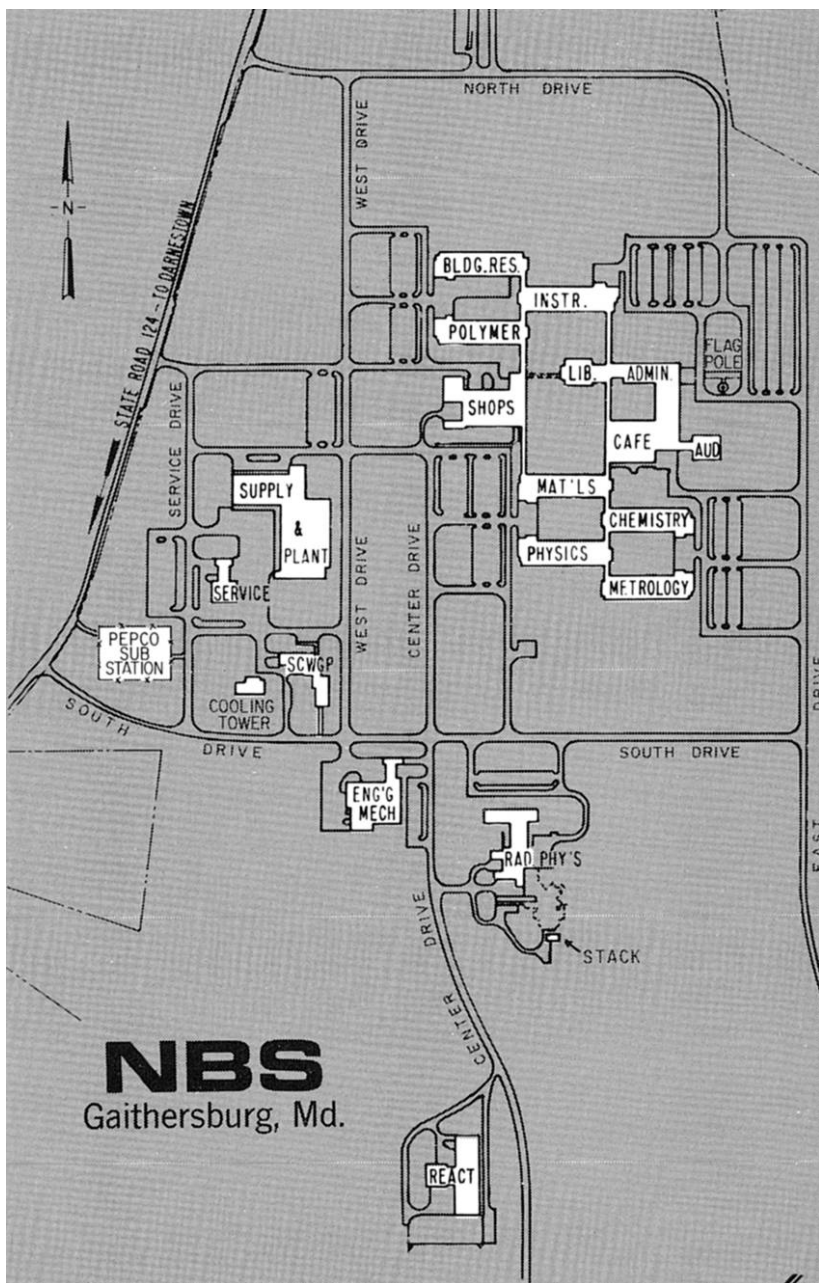 NORTH DRIVE
WEST DRIVE
-N-
STATE ROAD 124 - TO DARNESTOWN
BLDG. RES.
INSTR.
POLYMER
FLAG
POLE
LIB.
ADMIN.
SHOPS
CAFE
AUD
SERVICE DRIVE
SUPPLY
&
PLANT
MAT'LS
CHEMISTRY
PHYSICS
METROLOGY
SERVICE
WEST DRIVE
CENTER DRIVE
PEPCO
SUB
STATION
SCWGP
COOLING
TOWER
SOUTH DRIVE
SOUTH DRIVE
EAST DRIVE
ENG'G
MECH
RAD PHY'S
STACK
CENTER DRIVE
NBS
Gaithersburg, Md.
REACT